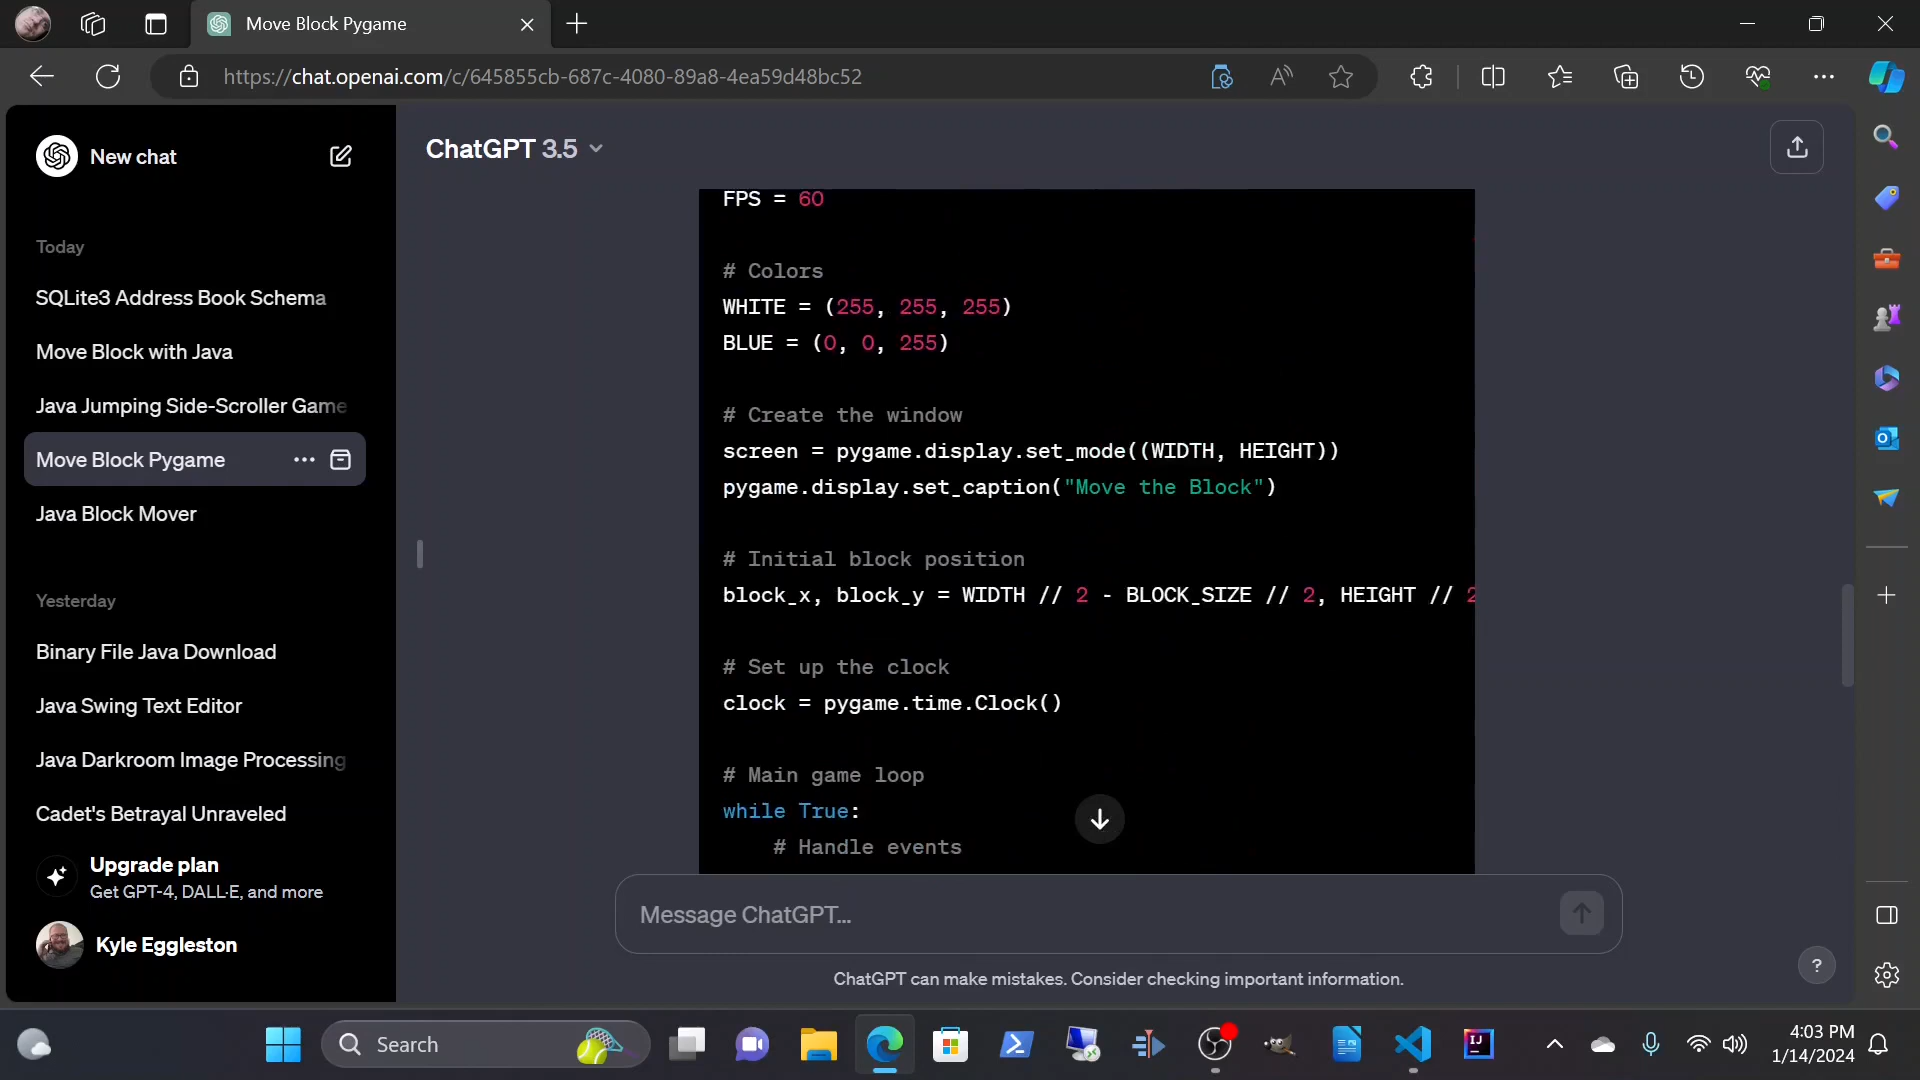 Move Block Pygame
https://chat.openai.com/c/645855cb-687c-4080-89a8-4ea59d48bc52
New chat
Today
SQLite3 Address Book Schema
Move Block with Java
Java Jumping Side-Scroller Game
Move Block Pygame
Java Block Mover
Yesterday
Binary File Java Download
Java Swing Text Editor
Java Darkroom Image Processing
Cadet's Betrayal Unraveled
Upgrade plan
Get GPT-4, DALL·E, and more
Kyle Eggleston
ChatGPT 3.5
FPS = 60
# Colors
WHITE = (255, 255, 255)
BLUE = (0, 0, 255)
# Create the window
screen = pygame.display.set_mode((WIDTH, HEIGHT))
pygame.display.set_caption("Move the Block")
# Initial block position
block_x, block_y = WIDTH // 2 - BLOCK_SIZE // 2, HEIGHT // 2
# Set up the clock
clock = pygame.time.Clock()
# Main game loop
while True:
# Handle events
Message ChatGPT...
ChatGPT can make mistakes. Consider checking important information.
?
Search
4:03 PM
1/14/2024